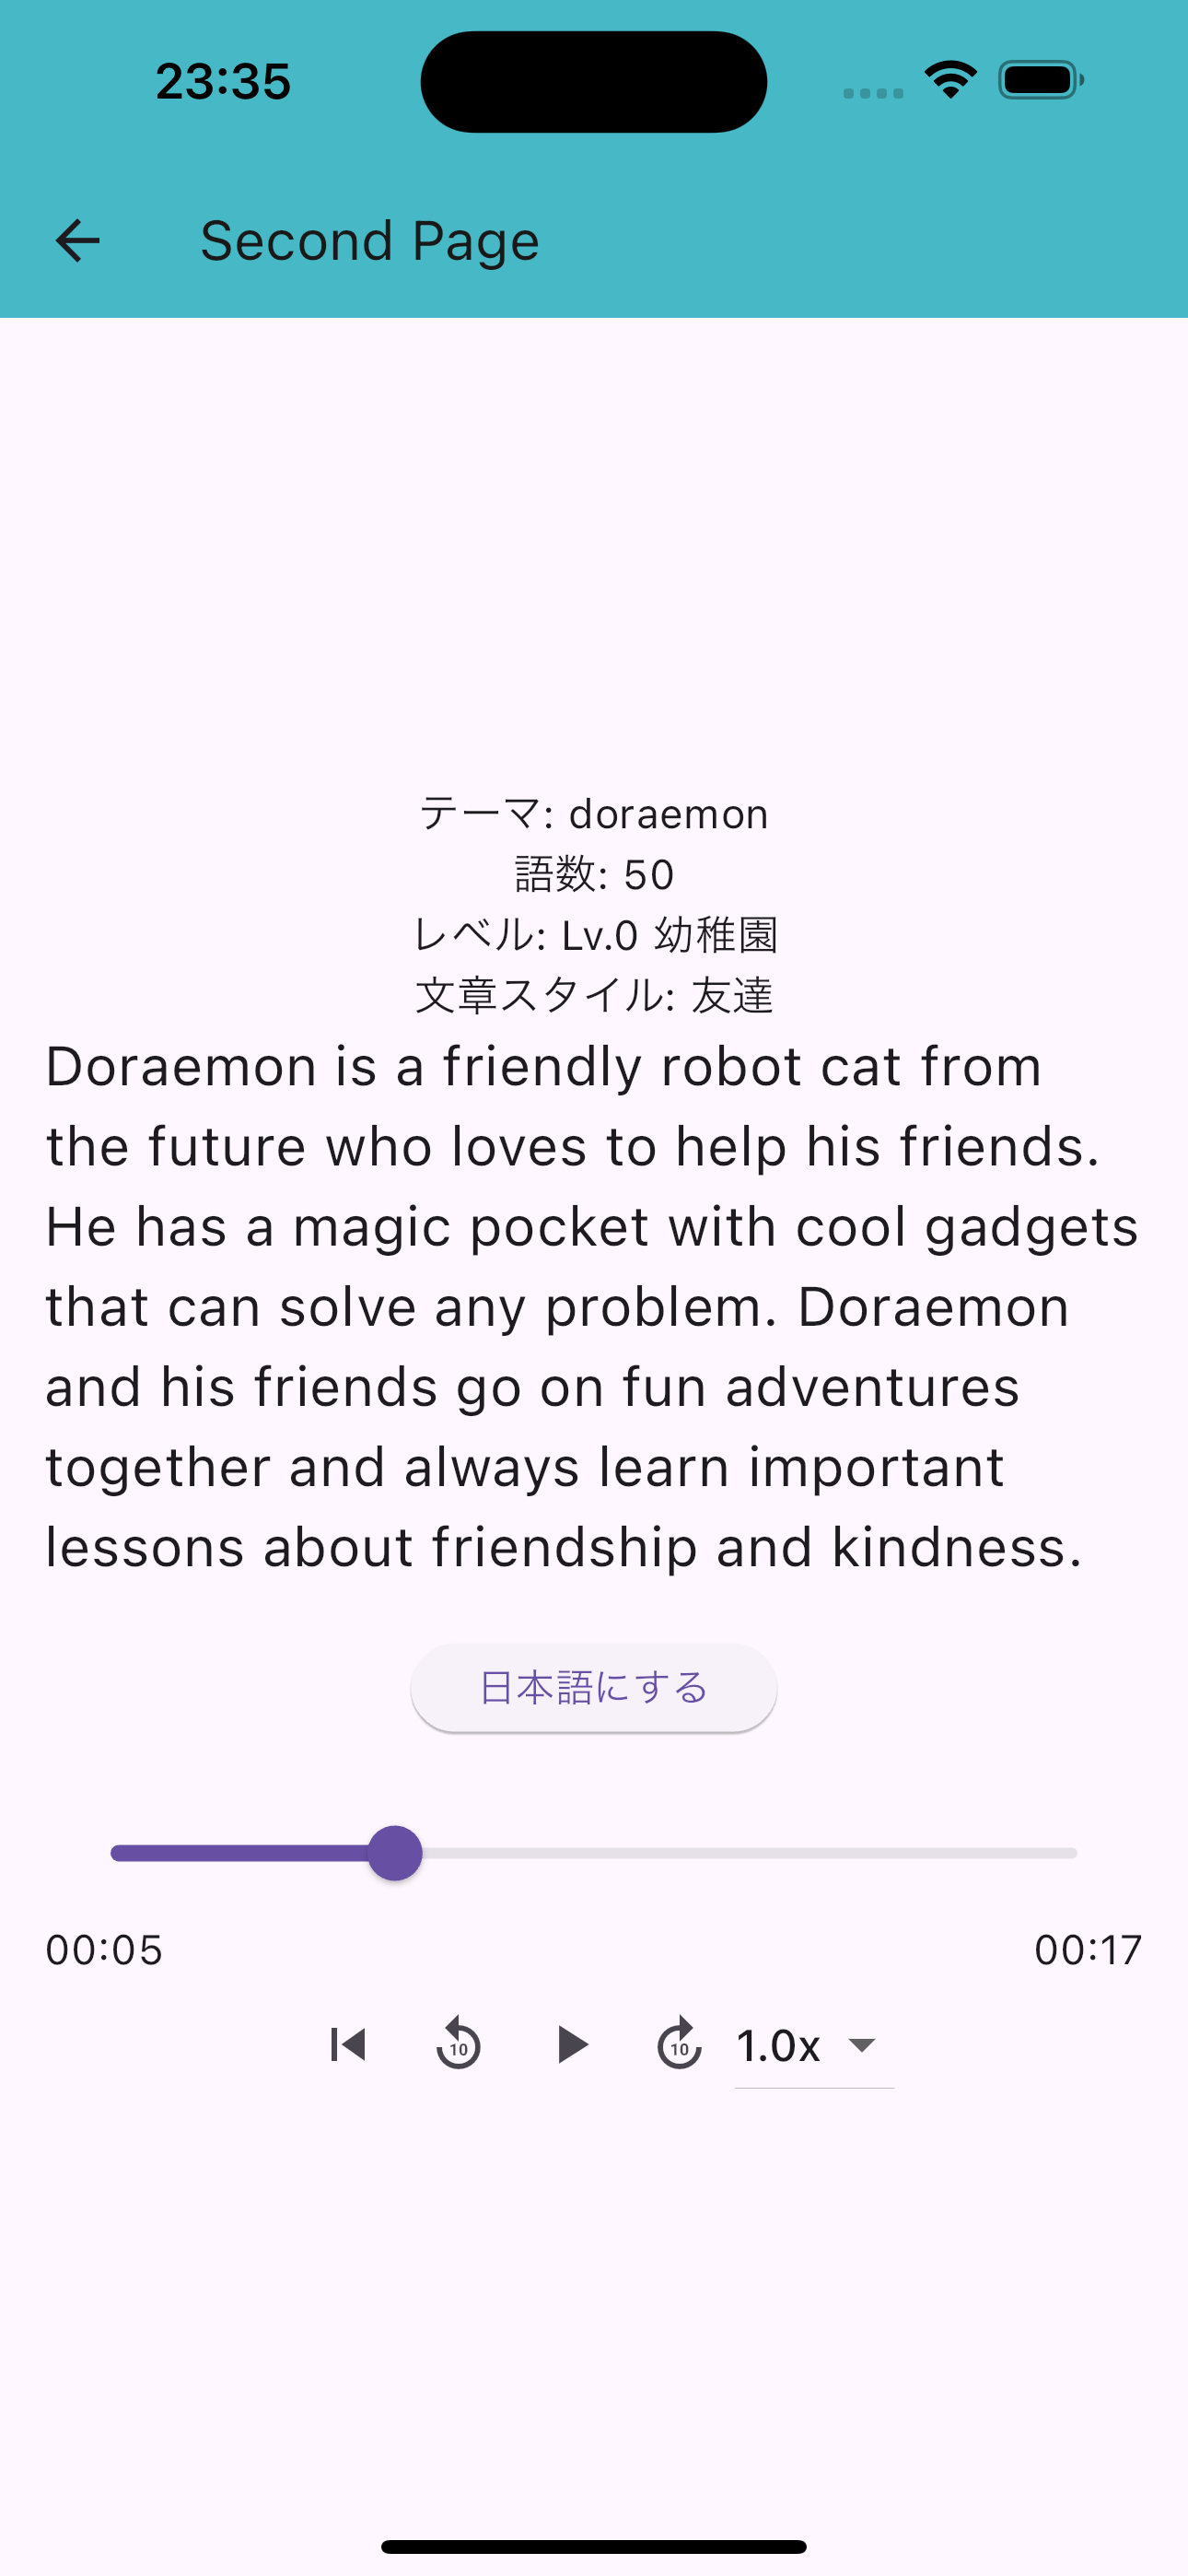 23:35
Second Page
テーマ: doraemon
語数: 50
レベル: Lv.0 幼稚園
文章スタイル: 友達
Doraemon is a friendly robot cat from
the future who loves to help his friends.
He has a magic pocket with cool gadgets
that can solve any problem. Doraemon
and his friends go on fun adventures
together and always learn important
lessons about friendship and kindness.
日本語にする
00:05
00:17
10
10
1.0x